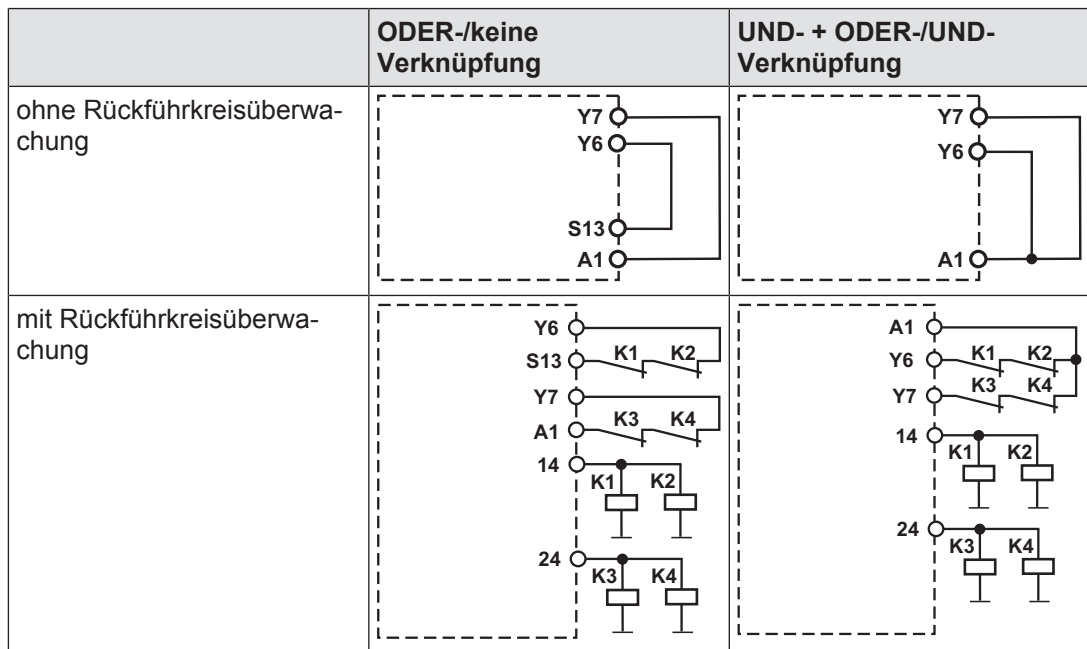 ODER-/keine
Verknüpfung
UND- + ODER-/UND-
Verknüpfung
ohne Rückführkreisüberwa-
chung
Y7
Y6
S13
A1
Y7
Y6
A1
mit Rückführkreisüberwa-
chung
Y6
S13 K1 K2
Y7
A1 K3 K4
14
K1 K2
24
K3 K4
A1
Y6 K1 K2
Y7 K3 K4
14
K1 K2
24
K3 K4